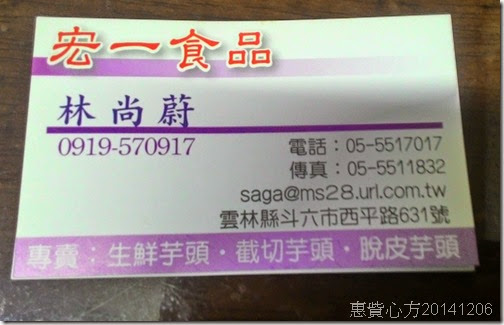 宏一食品
林尚蔚
0919-570917
電話：05-5517017
傳真：05-5511832
saga@ms28.url.com.tw
雲林縣斗六市西平路631號
專賣：生鮮芋頭・截切芋頭・脫皮芋頭
惠貲心方20141206